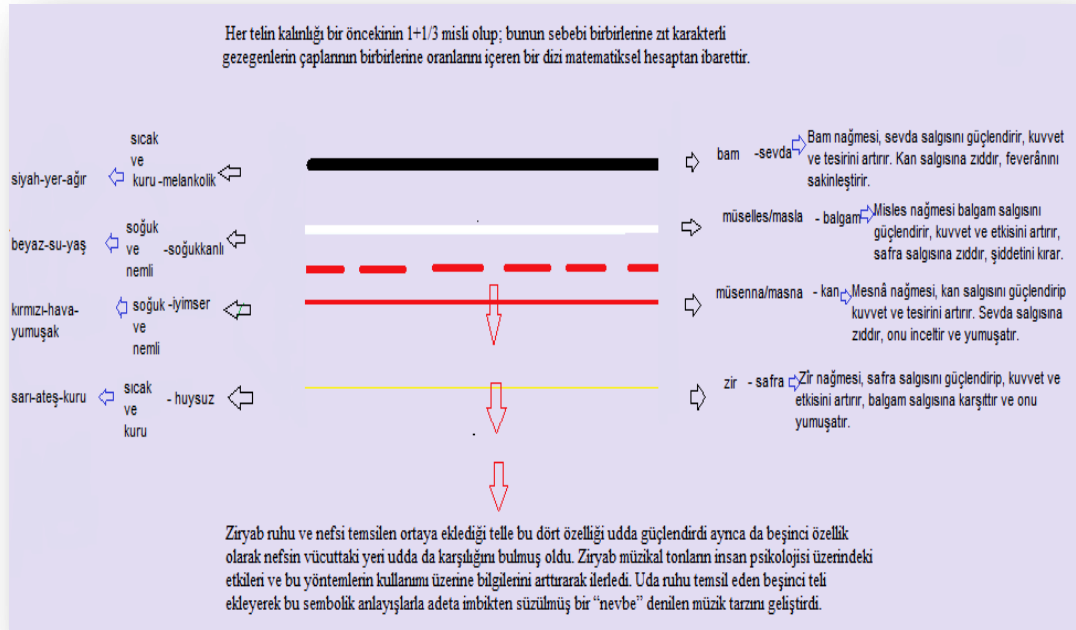 Her telin kalınlığı bir öncekinin 1+1/3 misli olup; bunun sebebi birbirlerine zıt karakterli
gezegenlerin çaplarının birbirlerine oranlarını içeren bir dizi matematiksel hesaptan ibarettir.
siyah-yer-ağır
sıcak
ve
kuru -melankolik
bam -sevda
Bam nağmesi, sevda salgısını güçlendirir, kuvvet
ve tesirini artırır. Kan salgısına zıddır, feverânını
sakinleştirir.
beyaz-su-yaş
soğuk
ve
nemli
-soğukkanlı
müselles/masla - balgam
Misles nağmesi balgam salgısını
güçlendirir, kuvvet ve etkisini artırır,
safra salgısına zıddır, şiddetini kırar.
kırmızı-hava-
yumuşak
soğuk -iyimser
ve
nemli
müsenna/masna - kan
Mesnâ nağmesi, kan salgısını güçlendirip
kuvvet ve tesirini artırır. Sevda salgısına
zıddır, onu inceltir ve yumuşatır.
sarı-ateş-kuru
sıcak
ve
kuru
- huysuz
zir - safra
Zîr nağmesi, safra salgısını güçlendirip, kuvvet ve
etkisini artırır, balgam salgısına karşıttır ve onu
yumuşatır.
Ziryab ruhu ve nefsi temsilen ortaya eklediği telle bu dört özelliği udda güçlendirdi ayrıca da beşinci özellik
olarak nefsin vücuttaki yeri udda da karşılığını bulmuş oldu. Ziryab müzikal tonların insan psikolojisi üzerindeki
etkileri ve bu yöntemlerin kullanımı üzerine bilgilerini arttırarak ilerledi. Uda ruhu temsil eden beşinci teli
ekleyerek bu sembolik anlayışlarla adeta imbikten süzülmüş bir “nevbe” denilen müzik tarzını geliştirdi.